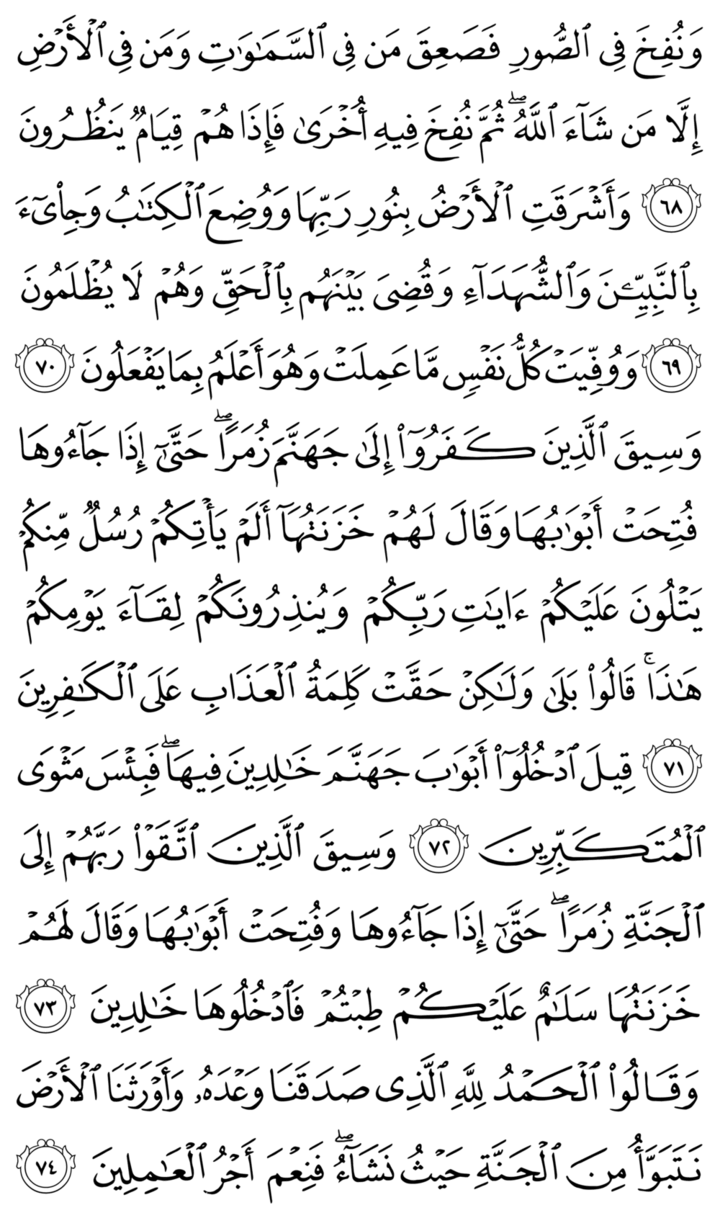 وَنُفِخَ فِي ٱلصُّورِ فَصَعِقَ مَن فِي ٱلسَّمَٰوَٰتِ وَمَن فِي ٱلْأَرْضِ
إِلَّا مَن شَآءَ ٱللَّهُ ۖ ثُمَّ نُفِخَ فِيهِ أُخْرَىٰ فَإِذَا هُمْ قِيَامٌ يَنظُرُونَ
٦٨ وَأَشْرَقَتِ ٱلْأَرْضُ بِنُورِ رَبِّهَا وَوُضِعَ ٱلْكِتَٰبُ وَجِا۟ىٓءَ
بِٱلنَّبِيِّـۧنَ وَٱلشُّهَدَآءِ وَقُضِيَ بَيْنَهُم بِٱلْحَقِّ وَهُمْ لَا يُظْلَمُونَ
٦٩ وَوُفِّيَتْ كُلُّ نَفْسٍ مَّا عَمِلَتْ وَهُوَ أَعْلَمُ بِمَا يَفْعَلُونَ ٧٠
وَسِيقَ ٱلَّذِينَ كَفَرُوٓا۟ إِلَىٰ جَهَنَّمَ زُمَرًا ۖ حَتَّىٰٓ إِذَا جَآءُوهَا
فُتِحَتْ أَبْوَٰبُهَا وَقَالَ لَهُمْ خَزَنَتُهَآ أَلَمْ يَأْتِكُمْ رُسُلٌ مِّنكُمْ
يَتْلُونَ عَلَيْكُمْ ءَايَٰتِ رَبِّكُمْ وَيُنذِرُونَكُمْ لِقَآءَ يَوْمِكُمْ
هَٰذَا ۚ قَالُوا۟ بَلَىٰ وَلَٰكِنْ حَقَّتْ كَلِمَةُ ٱلْعَذَابِ عَلَى ٱلْكَٰفِرِينَ
٧١ قِيلَ ٱدْخُلُوٓا۟ أَبْوَٰبَ جَهَنَّمَ خَٰلِدِينَ فِيهَا ۖ فَبِئْسَ مَثْوَى
ٱلْمُتَكَبِّرِينَ ٧٢ وَسِيقَ ٱلَّذِينَ ٱتَّقَوْا۟ رَبَّهُمْ إِلَى
ٱلْجَنَّةِ زُمَرًا ۖ حَتَّىٰٓ إِذَا جَآءُوهَا وَفُتِحَتْ أَبْوَٰبُهَا وَقَالَ لَهُمْ
خَزَنَتُهَا سَلَٰمٌ عَلَيْكُمْ طِبْتُمْ فَٱدْخُلُوهَا خَٰلِدِينَ ٧٣
وَقَالُوا۟ ٱلْحَمْدُ لِلَّهِ ٱلَّذِي صَدَقَنَا وَعْدَهُۥ وَأَوْرَثَنَا ٱلْأَرْضَ
نَتَبَوَّأُ مِنَ ٱلْجَنَّةِ حَيْثُ نَشَآءُ ۖ فَنِعْمَ أَجْرُ ٱلْعَٰمِلِينَ ٧٤